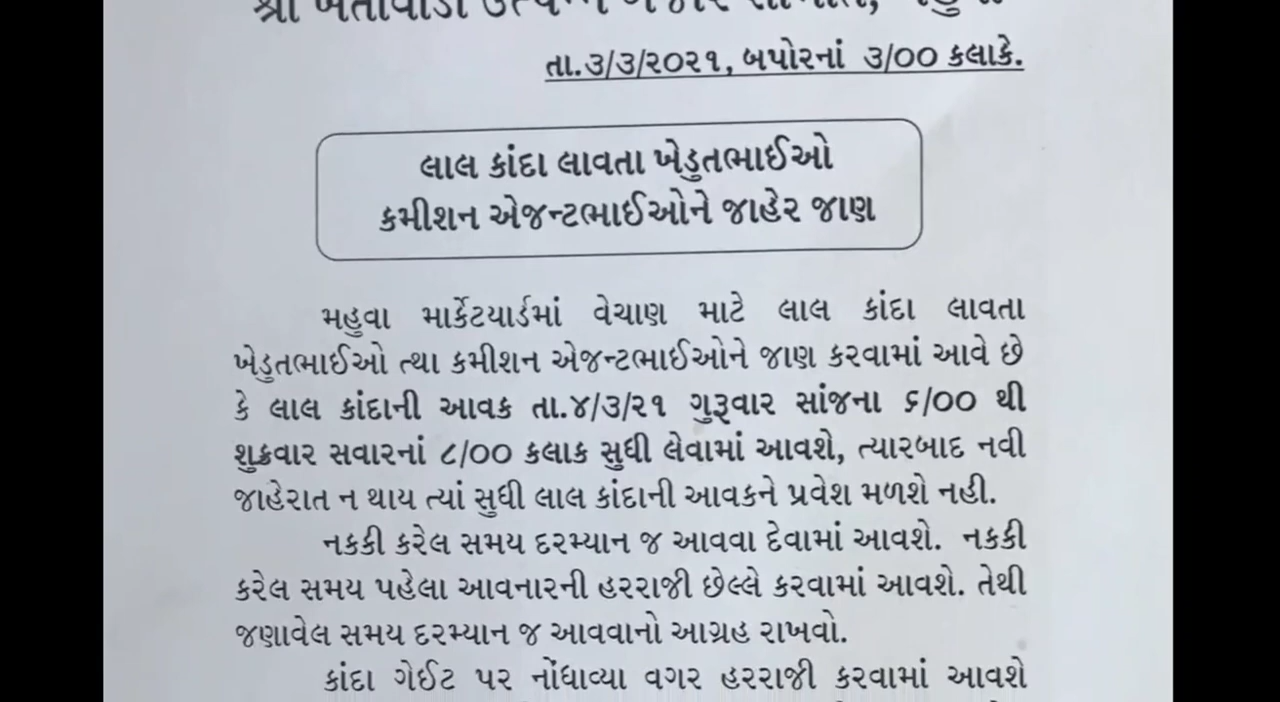 શ્રી ખેતીવાડી ઉત્પન્ન બજાર સમિતિ,
તા.૩/૩/૨૦૨૧, બપોરનાં ૩/૦૦ કલાકે.
લાલ કાંદા લાવતા ખેડુતભાઈઓ
કમીશન એજન્ટભાઈઓને જાહેર જાણ
મહુવા માર્કેટયાર્ડમાં વેચાણ માટે લાલ કાંદા લાવતા
ખેડુતભાઈઓ ત્થા કમીશન એજન્ટભાઈઓને જાણ કરવામાં આવે છે
કે લાલ કાંદાની આવક તા.૪/૩/૨૧ ગુરૂવાર સાંજના ૬/૦૦ થી
શુક્રવાર સવારનાં ૮/૦૦ કલાક સુધી લેવામાં આવશે, ત્યારબાદ નવી
જાહેરાત ન થાય ત્યાં સુધી લાલ કાંદાની આવકને પ્રવેશ મળશે નહી.
નકકી કરેલ સમય દરમ્યાન જ આવવા દેવામાં આવશે. નકકી
કરેલ સમય પહેલા આવનારની હરરાજી છેલ્લે કરવામાં આવશે. તેથી
જણાવેલ સમય દરમ્યાન જ આવવાનો આગ્રહ રાખવો.
કાંદા ગેઈટ પર નોંધાવ્યા વગર હરરાજી કરવામાં આવશે